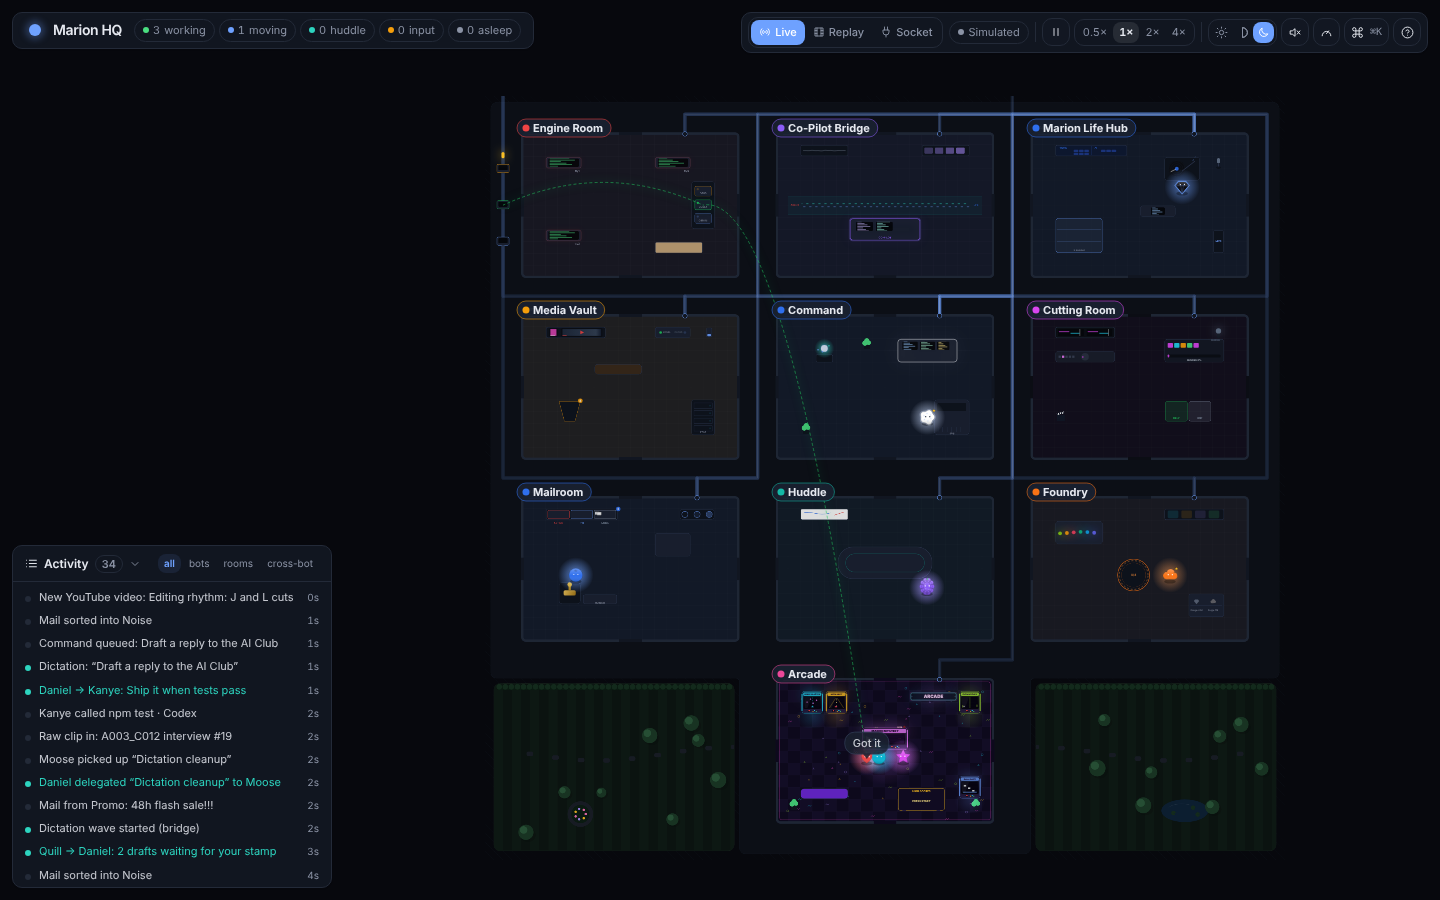 Marion HQ
3 working
1 moving
0 huddle
0 input
0 asleep
Live
Replay
Socket
Simulated
0.5×
1×
2×
4×
⌘K
Engine Room
Co-Pilot Bridge
Marion Life Hub
Media Vault
Command
Cutting Room
Mailroom
Huddle
Foundry
Arcade
ARCADE
Got it
Activity 34
all
bots
rooms
cross-bot
New YouTube video: Editing rhythm: J and L cuts 0s
Mail sorted into Noise 1s
Command queued: Draft a reply to the AI Club 1s
Dictation: “Draft a reply to the AI Club” 1s
Daniel → Kanye: Ship it when tests pass 1s
Kanye called npm test · Codex 2s
Raw clip in: A003_C012 interview #19 2s
Moose picked up “Dictation cleanup” 2s
Daniel delegated “Dictation cleanup” to Moose 2s
Mail from Promo: 48h flash sale!!! 2s
Dictation wave started (bridge) 2s
Quill → Daniel: 2 drafts waiting for your stamp 3s
Mail sorted into Noise 4s